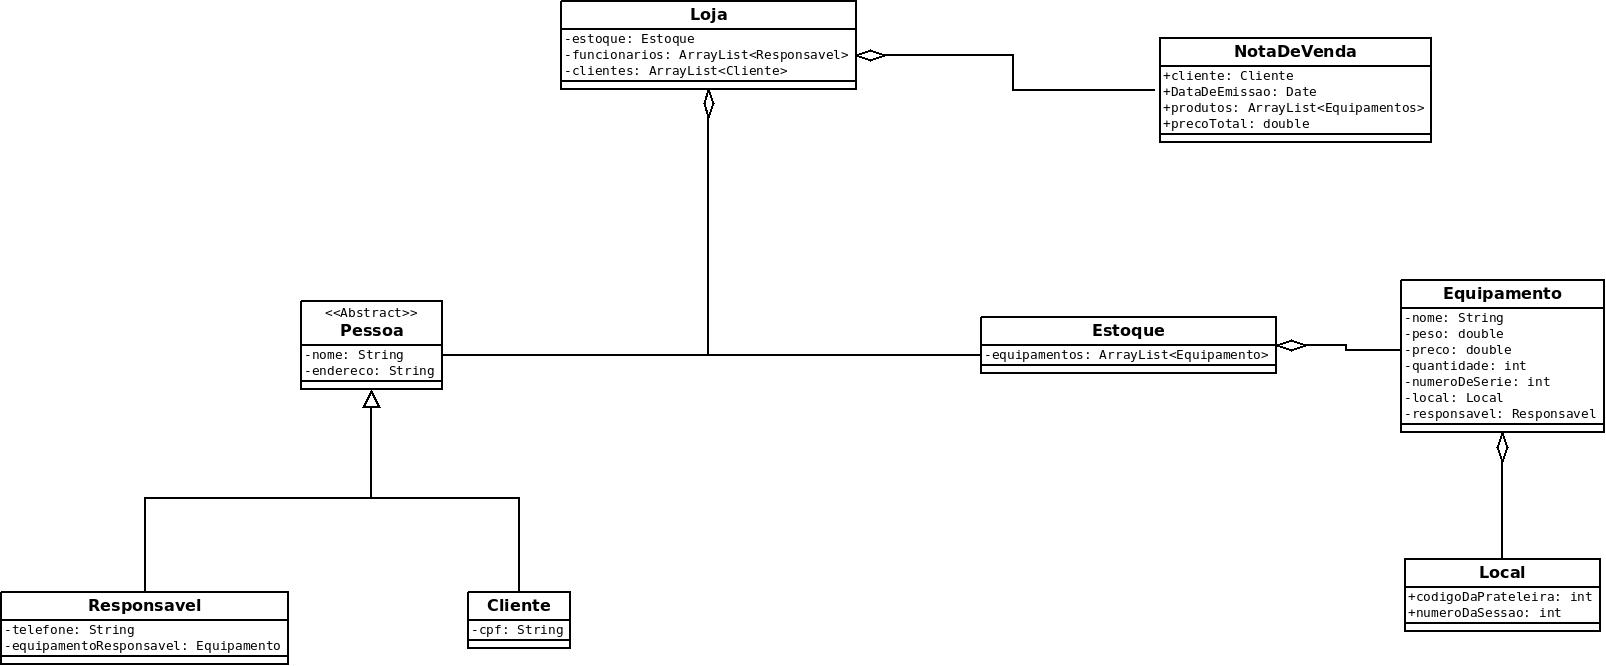 Loja
-estoque: Estoque
-funcionarios: ArrayList<Responsavel>
-clientes: ArrayList<Cliente>
NotaDeVenda
+cliente: Cliente
+DataDeEmissao: Date
+produtos: ArrayList<Equipamentos>
+precoTotal: double
<<Abstract>>
Pessoa
-nome: String
-endereco: String
Estoque
-equipamentos: ArrayList<Equipamento>
Equipamento
-nome: String
-peso: double
-preco: double
-quantidade: int
-numeroDeSerie: int
-local: Local
-responsavel: Responsavel
Responsavel
-telefone: String
-equipamentoResponsavel: Equipamento
Cliente
-cpf: String
Local
+codigoDaPrateleira: int
+numeroDaSessao: int